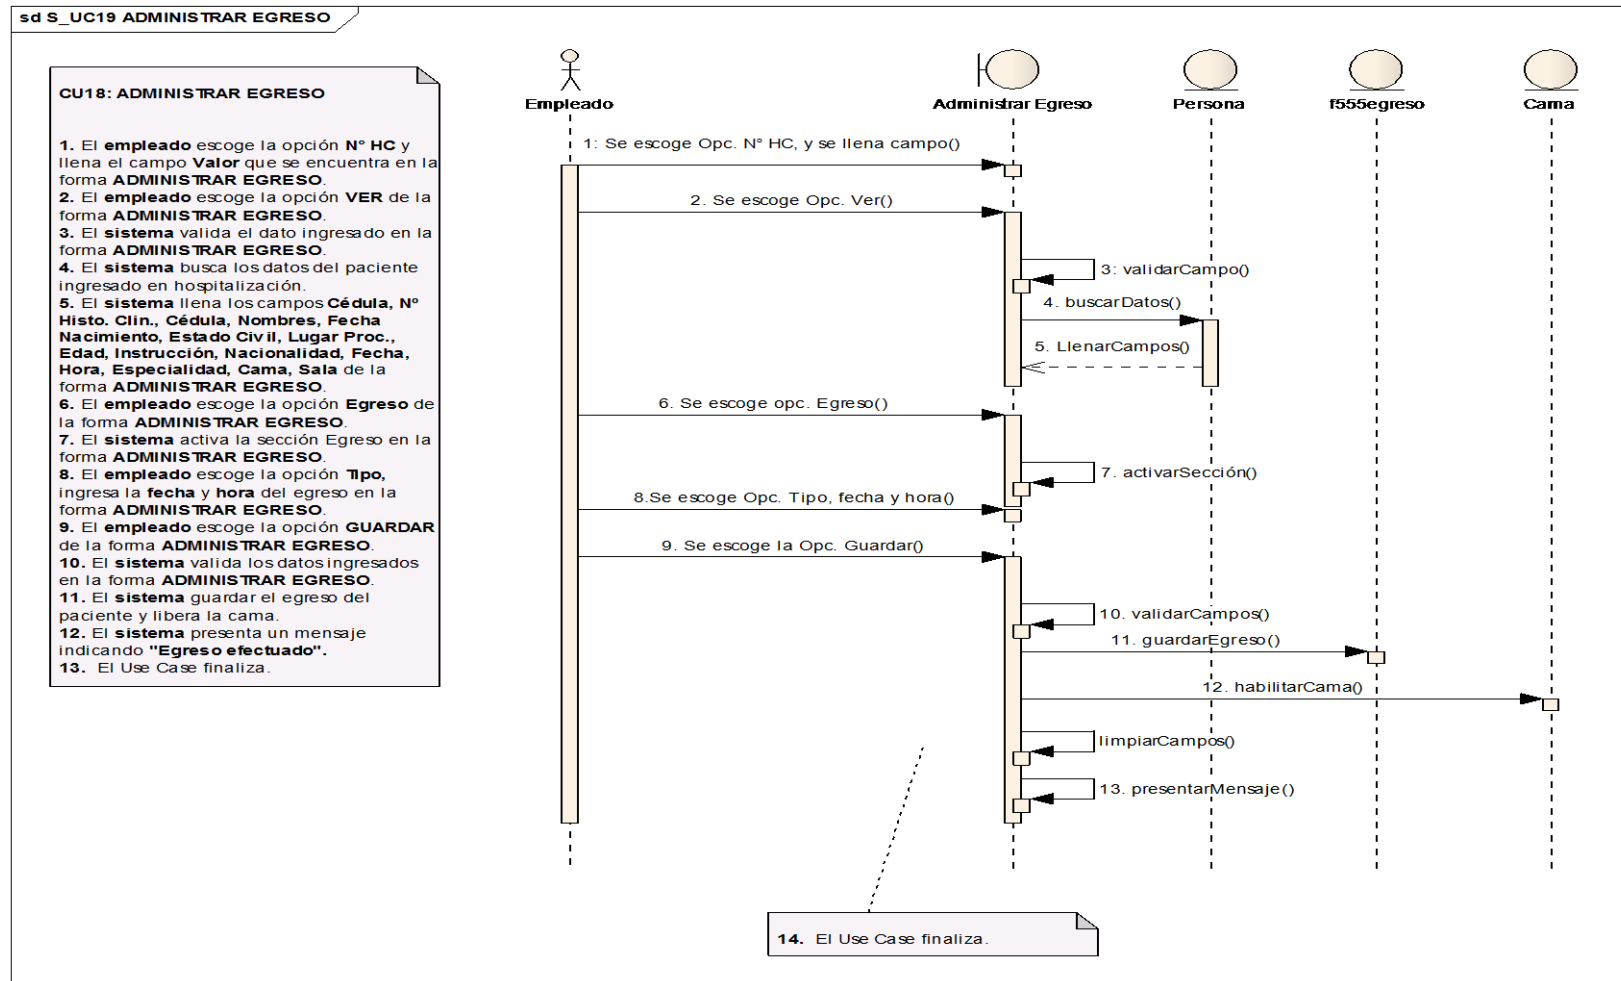 sd S_UC19 ADMINISTRAR EGRESO
CU18: ADMINISTRAR EGRESO
1. El empleado escoge la opción N° HC y
llena el campo Valor que se encuentra en la
forma ADMINISTRAR EGRESO.
2. El empleado escoge la opción VER de la
forma ADMINISTRAR EGRESO.
3. El sistema valida el dato ingresado en la
forma ADMINISTRAR EGRESO.
4. El sistema busca los datos del paciente
ingresado en hospitalización.
5. El sistema llena los campos Cédula, N°
Histo. Clin., Cédula, Nombres, Fecha
Nacimiento, Estado Civil, Lugar Proc.,
Edad, Instrucción, Nacionalidad, Fecha,
Hora, Especialidad, Cama, Sala de la
forma ADMINISTRAR EGRESO.
6. El empleado escoge la opción Egreso de
la forma ADMINISTRAR EGRESO.
7. El sistema activa la sección Egreso en la
forma ADMINISTRAR EGRESO.
8. El empleado escoge la opción Tipo,
ingresa la fecha y hora del egreso en la
forma ADMINISTRAR EGRESO.
9. El empleado escoge la opción GUARDAR
de la forma ADMINISTRAR EGRESO.
10. El sistema valida los datos ingresados
en la forma ADMINISTRAR EGRESO.
11. El sistema guardar el egreso del
paciente y libera la cama.
12. El sistema presenta un mensaje
indicando "Egreso efectuado".
13. El Use Case finaliza.
Empleado
Administrar Egreso
Persona
f555egreso
Cama
1: Se escoge Opc. N° HC, y se llena campo()
2. Se escoge Opc. Ver()
3: validarCampo()
4. buscarDatos()
5. LlenarCampos()
6. Se escoge opc. Egreso()
7. activarSección()
8.Se escoge Opc. Tipo, fecha y hora()
9. Se escoge la Opc. Guardar()
10. validarCampos()
11. guardarEgreso()
12. habilitarCama()
limpiarCampos()
13. presentarMensaje()
14. El Use Case finaliza.